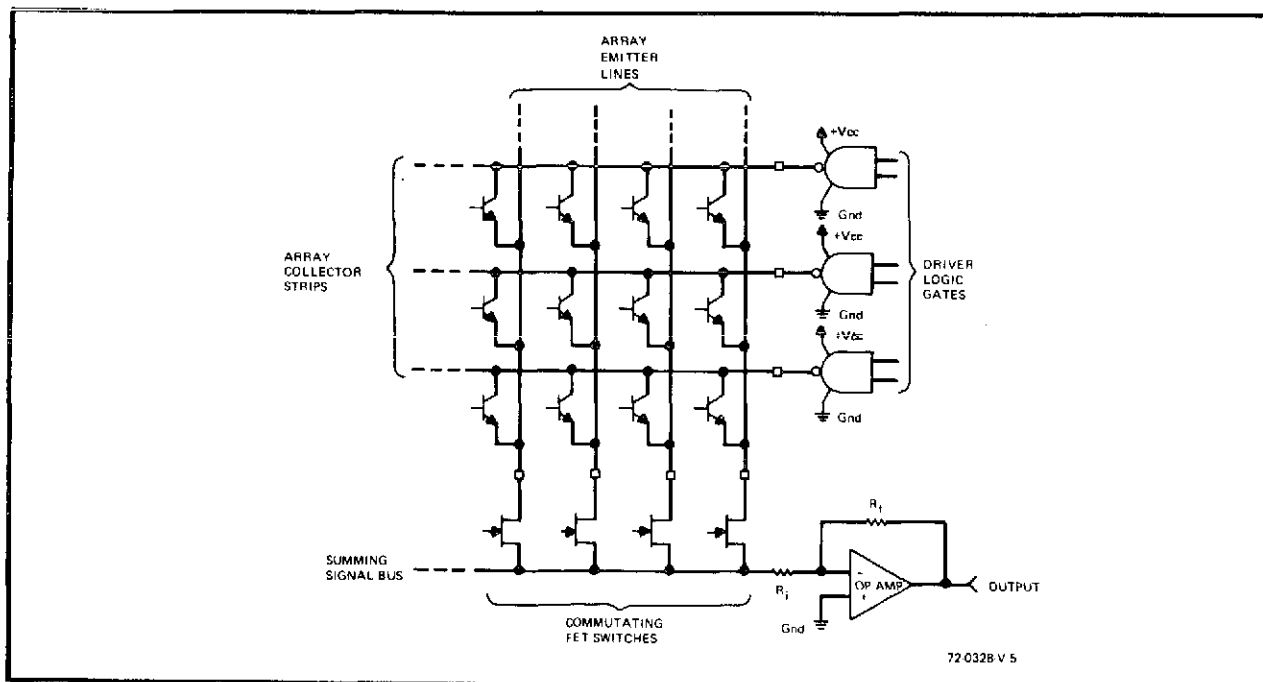 ARRAY
EMITTER
LINES
+Vcc
Gnd
+Vcc
ARRAY
COLLECTOR
STRIPS
DRIVER
LOGIC
GATES
Gnd
+Vcc
Gnd
Rf
SUMMING
SIGNAL BUS
Ri
-
OP AMP
+
OUTPUT
Gnd
COMMUTATING
FET SWITCHES
72-0328-V-5